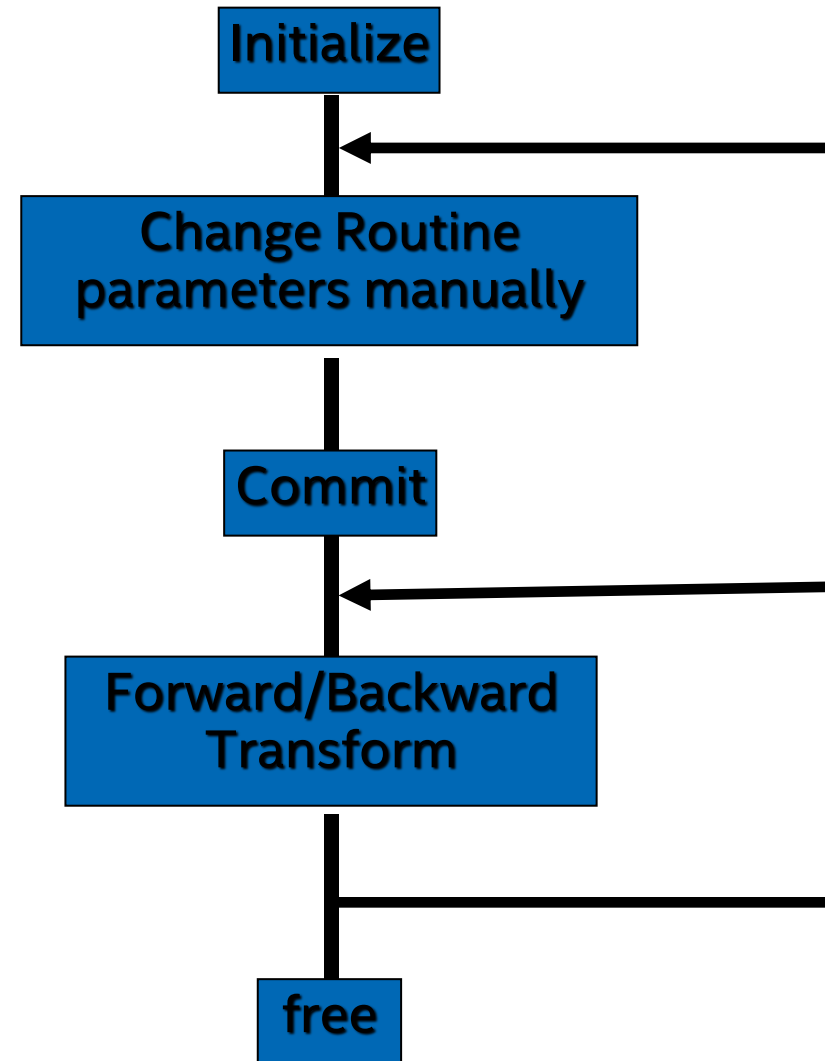 Initialize
Change Routine
parameters manually
Commit
Forward/Backward
Transform
free